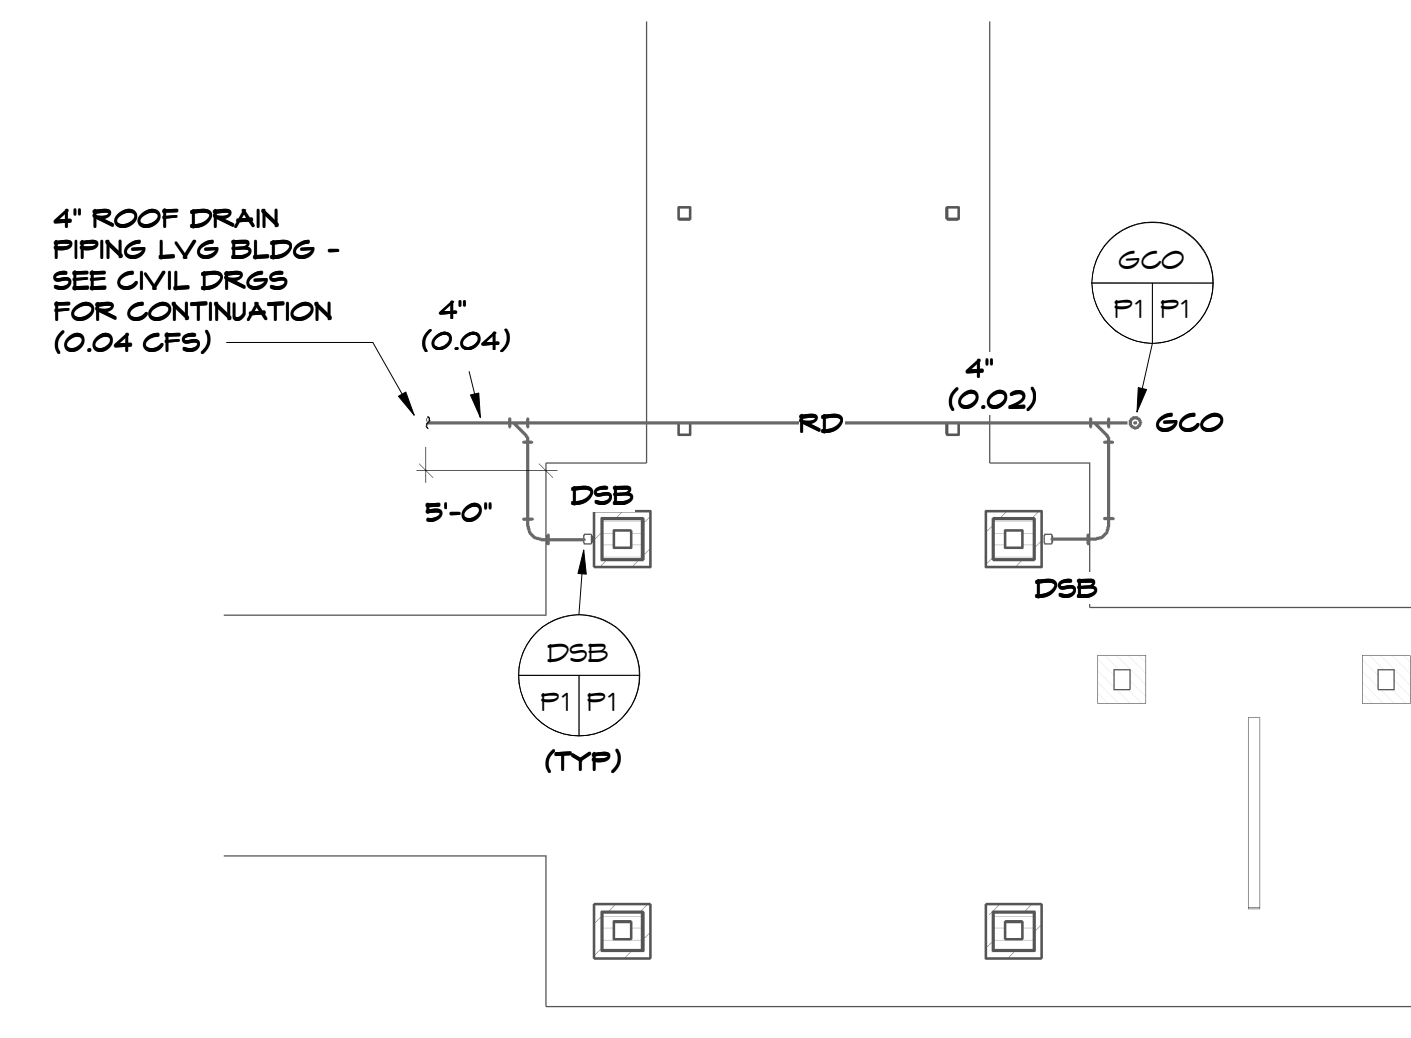 4" ROOF DRAIN
PIPING LVG BLDG -
SEE CIVIL DRGS
FOR CONTINUATION
(0.04 CFS)
4"
(0.04)
GCO
P1 P1
4"
(0.02)
RD
GCO
5'-0"
DSB
DSB
DSB
P1 P1
(TYP)